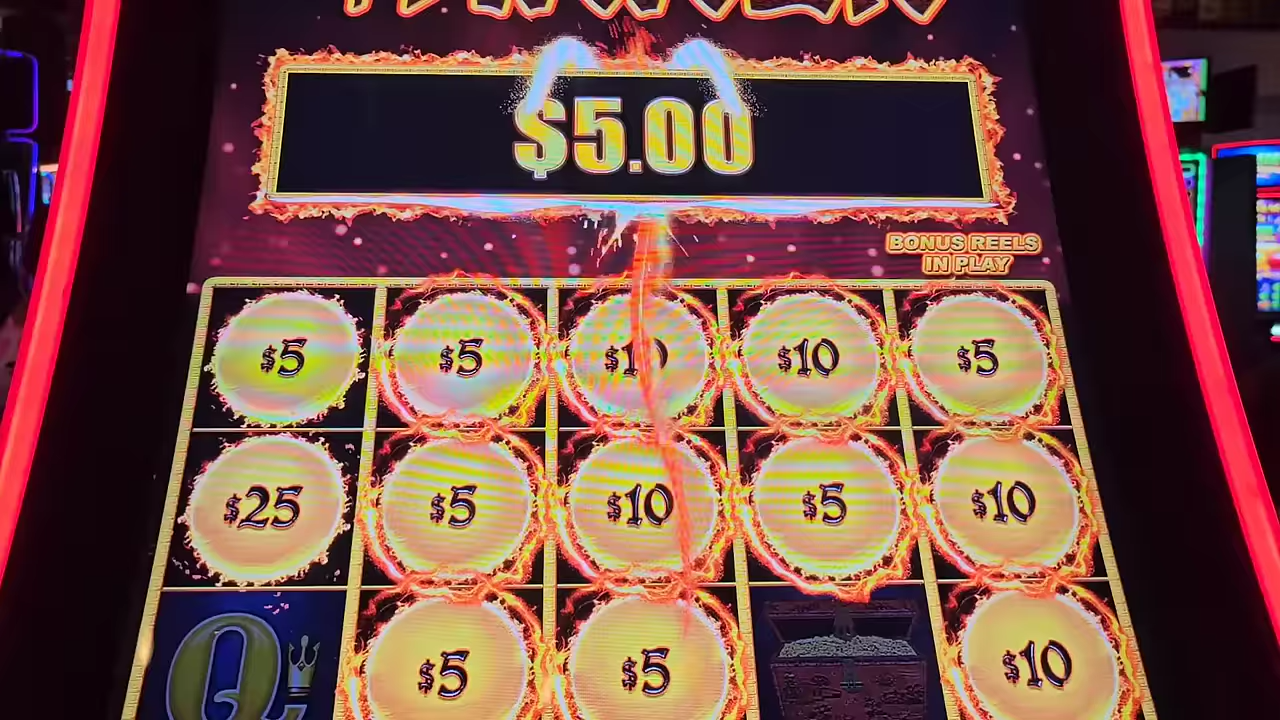 $5.00
BONUS REELS
IN PLAY
$5 $5 $10 $10 $5
$25 $5 $10 $5 $10
Q $5 $5 $10